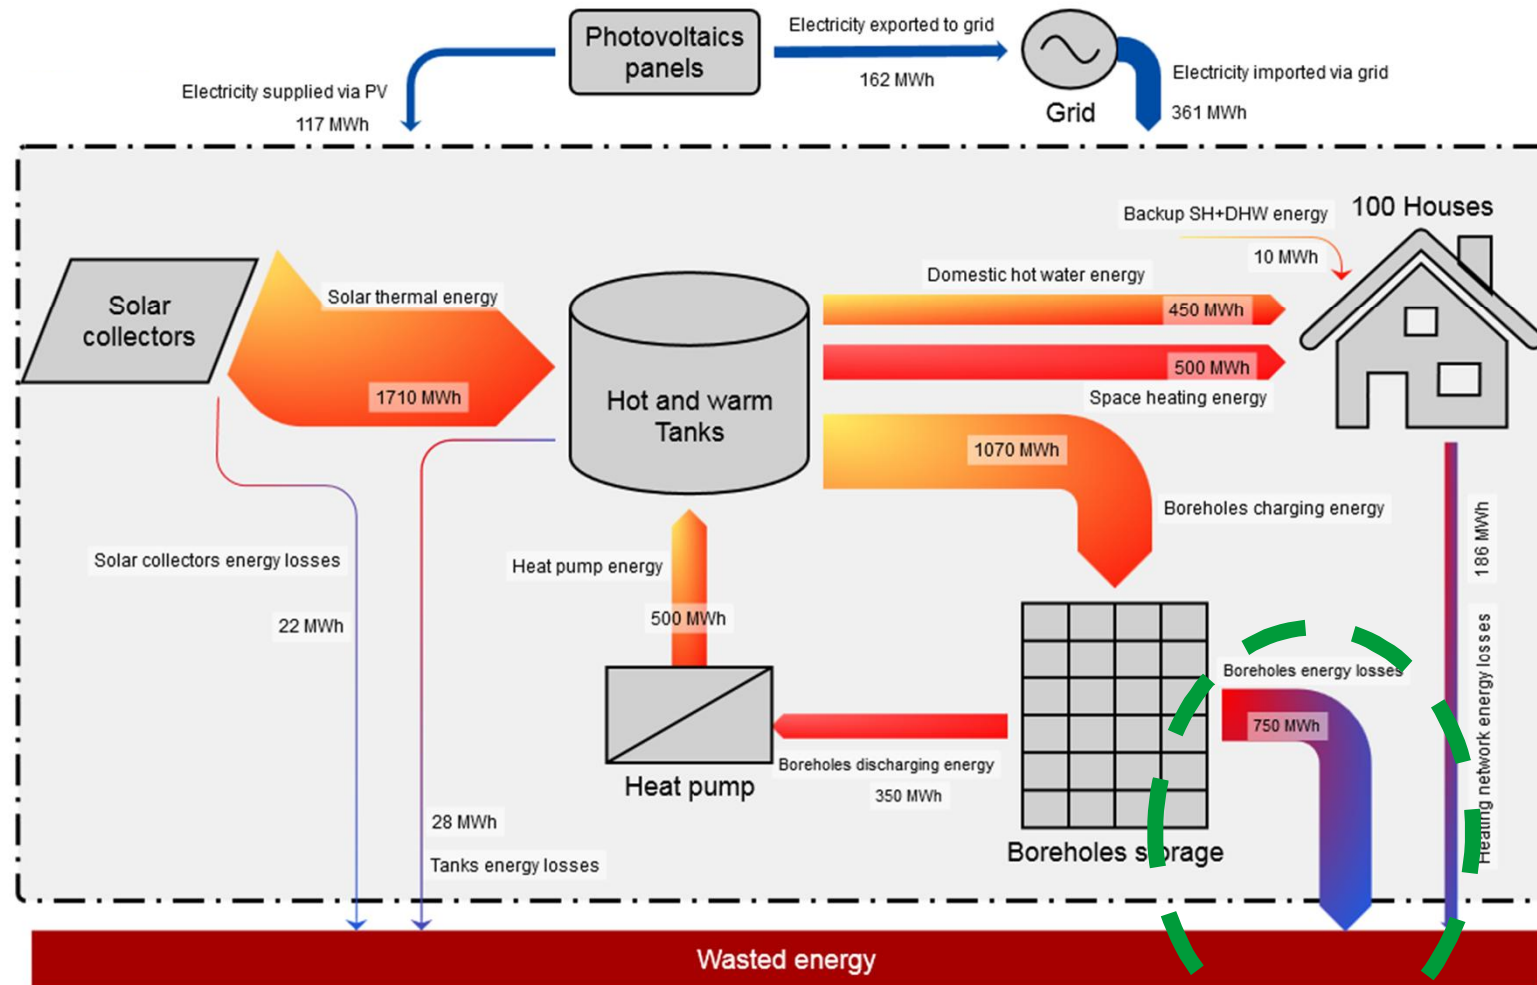 Photovoltaics
panels
Electricity exported to grid
162 MWh
Grid
Electricity imported via grid
361 MWh
Electricity supplied via PV
117 MWh
Backup SH+DHW energy
10 MWh
100 Houses
Solar
collectors
Solar thermal energy
1710 MWh
Hot and warm
Tanks
Domestic hot water energy
450 MWh
500 MWh
Space heating energy
1070 MWh
Boreholes charging energy
Solar collectors energy losses
22 MWh
Heat pump energy
500 MWh
Heat pump
28 MWh
Tanks energy losses
Boreholes discharging energy
350 MWh
Boreholes storage
Boreholes energy losses
750 MWh
186 MWh
Heating network energy losses
Wasted energy